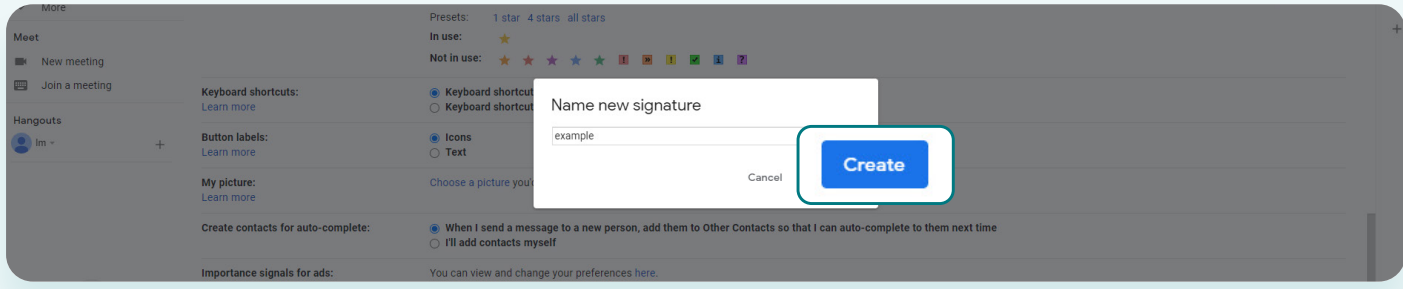 More
Meet
New meeting
Join a meeting
Hangouts
Im
Presets: 1 star 4 stars all stars
In use:
Not in use:
Keyboard shortcuts:
Learn more
Keyboard shortcut
Keyboard shortcut
Button labels:
Learn more
Icons
Text
My picture:
Learn more
Choose a picture you'
Create contacts for auto-complete:
When I send a message to a new person, add them to Other Contacts so that I can auto-complete to them next time
I'll add contacts myself
Importance signals for ads:
You can view and change your preferences here.
Name new signature
example
Cancel
Create